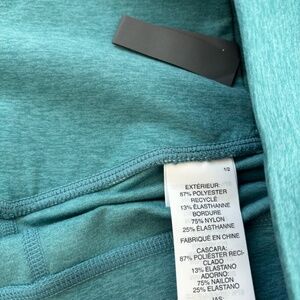 1/2
EXTÉRIEUR:
87% POLYESTER
RECYCLÉ
13% ÉLASTHANNE
BORDURE
75% NYLON
25% ÉLASTHANNE
FABRIQUÉ EN CHINE
CASCARA:
87% POLIÉSTER RECI-
CLADO
13% ELASTANO
ADORNO:
75% NAILON
25% ELASTANO